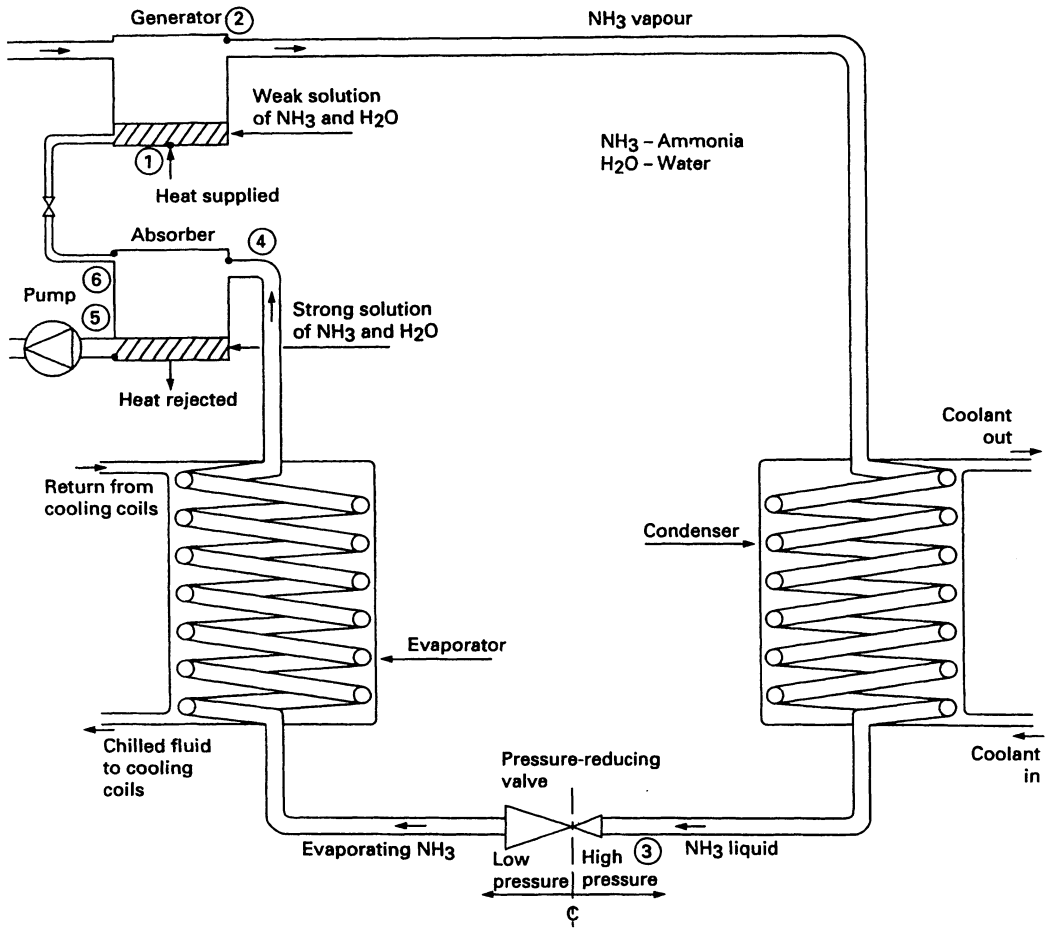 Generator
2
NH3 vapour
Weak solution
of NH3 and H2O
NH3 – Ammonia
H2O – Water
1
Heat supplied
Absorber
4
6
Pump
5
Strong solution
of NH3 and H2O
Heat rejected
Coolant
out
Return from
cooling coils
Condenser
Evaporator
Chilled fluid
to cooling
coils
Pressure-reducing
valve
Coolant
in
Evaporating NH3
Low
pressure
High
pressure
3
NH3 liquid